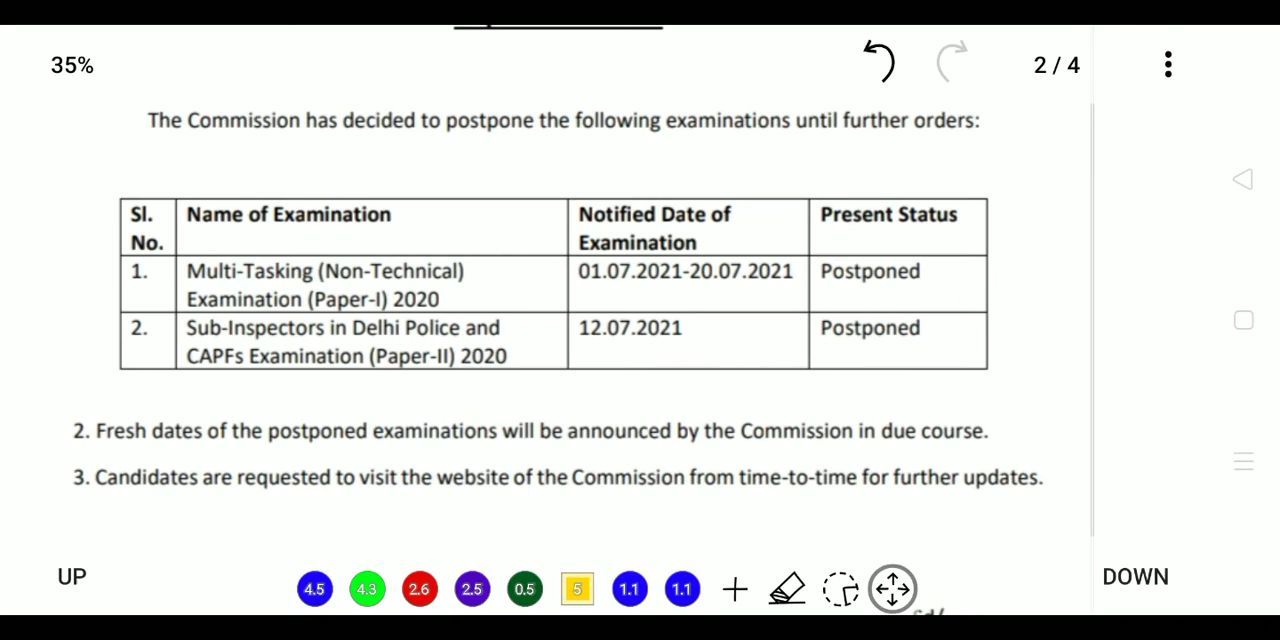 35%
2 / 4
The Commission has decided to postpone the following examinations until further orders:
Sl. No. Name of Examination Notified Date of Examination Present Status
1. Multi-Tasking (Non-Technical) Examination (Paper-I) 2020 01.07.2021-20.07.2021 Postponed
2. Sub-Inspectors in Delhi Police and CAPFs Examination (Paper-II) 2020 12.07.2021 Postponed
2. Fresh dates of the postponed examinations will be announced by the Commission in due course.
3. Candidates are requested to visit the website of the Commission from time-to-time for further updates.
UP
4.5 4.3 2.6 2.5 0.5 5 1.1 1.1
DOWN